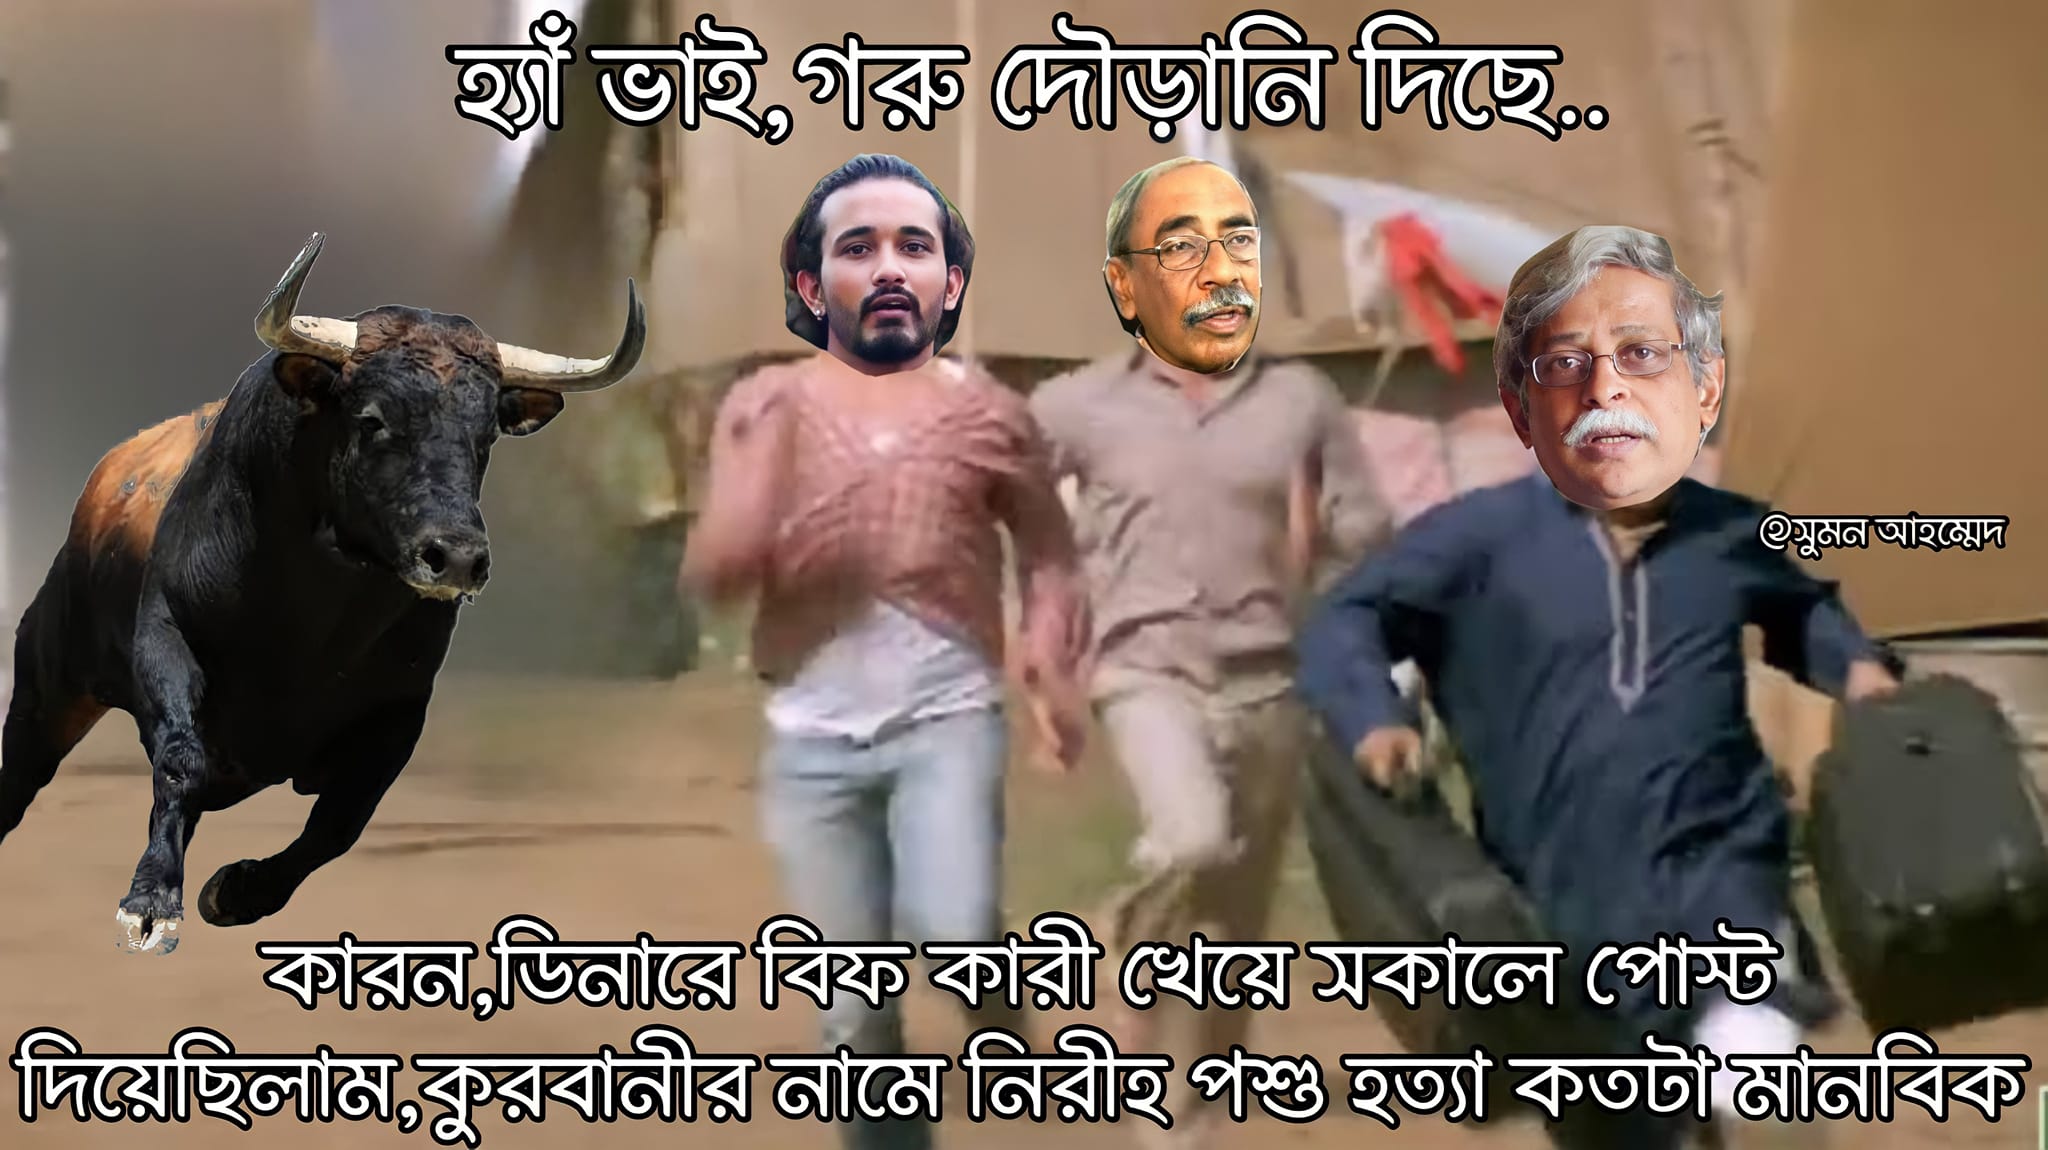 হ্যাঁ ভাই,গরু দৌড়ানি দিছে..
@সুমন আহম্মেদ
কারন,ডিনারে বিফ কারী খেয়ে সকালে পোস্ট
দিয়েছিলাম,কুরবানীর নামে নিরীহ পশু হত্যা কতটা মানবিক